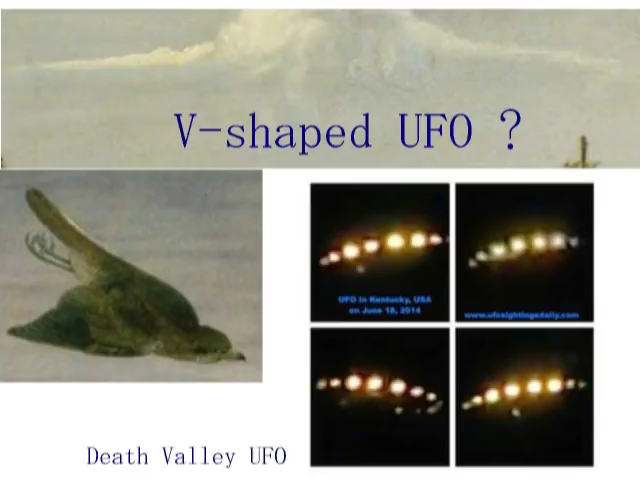 V-shaped UFO ?
UFO in Kentucky, USA
on June 18, 2014
www.ufosightingsdaily.com
Death Valley UFO